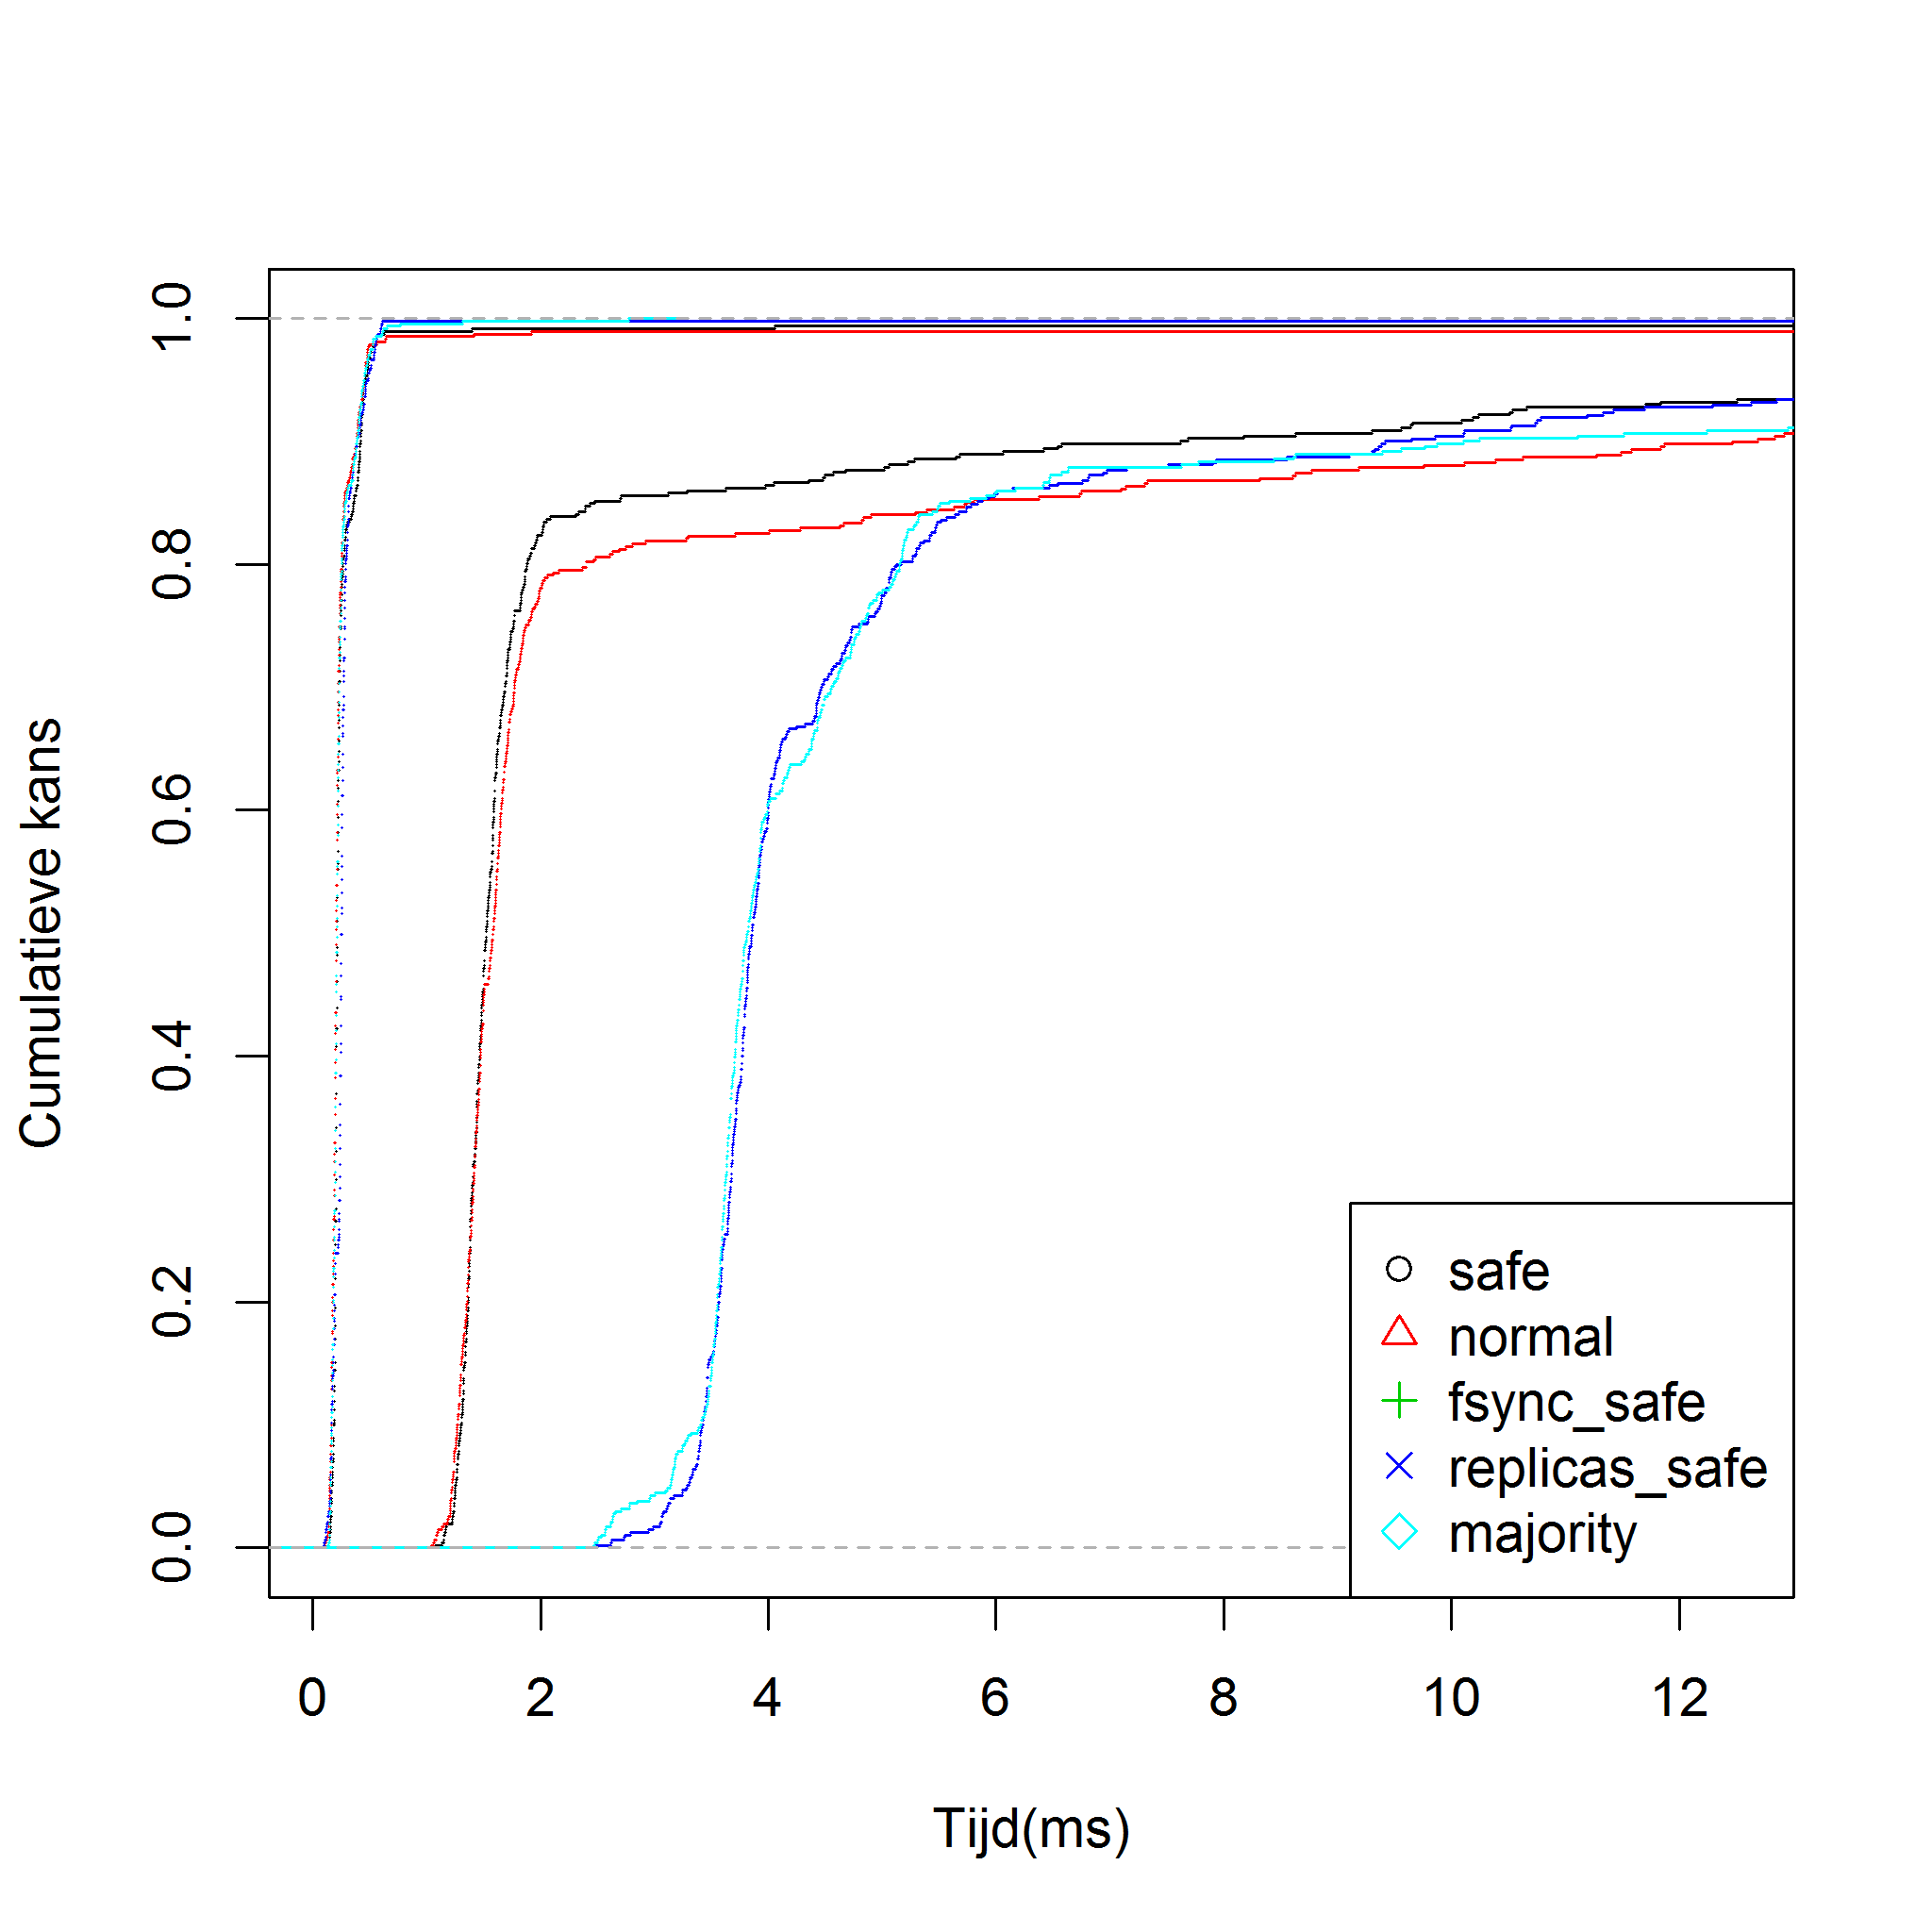 Cumulatieve kans
1.0
0.8
0.6
0.4
0.2
0.0
safe
normal
fsync_safe
replicas_safe
majority
0 2 4 6 8 10 12
Tijd(ms)